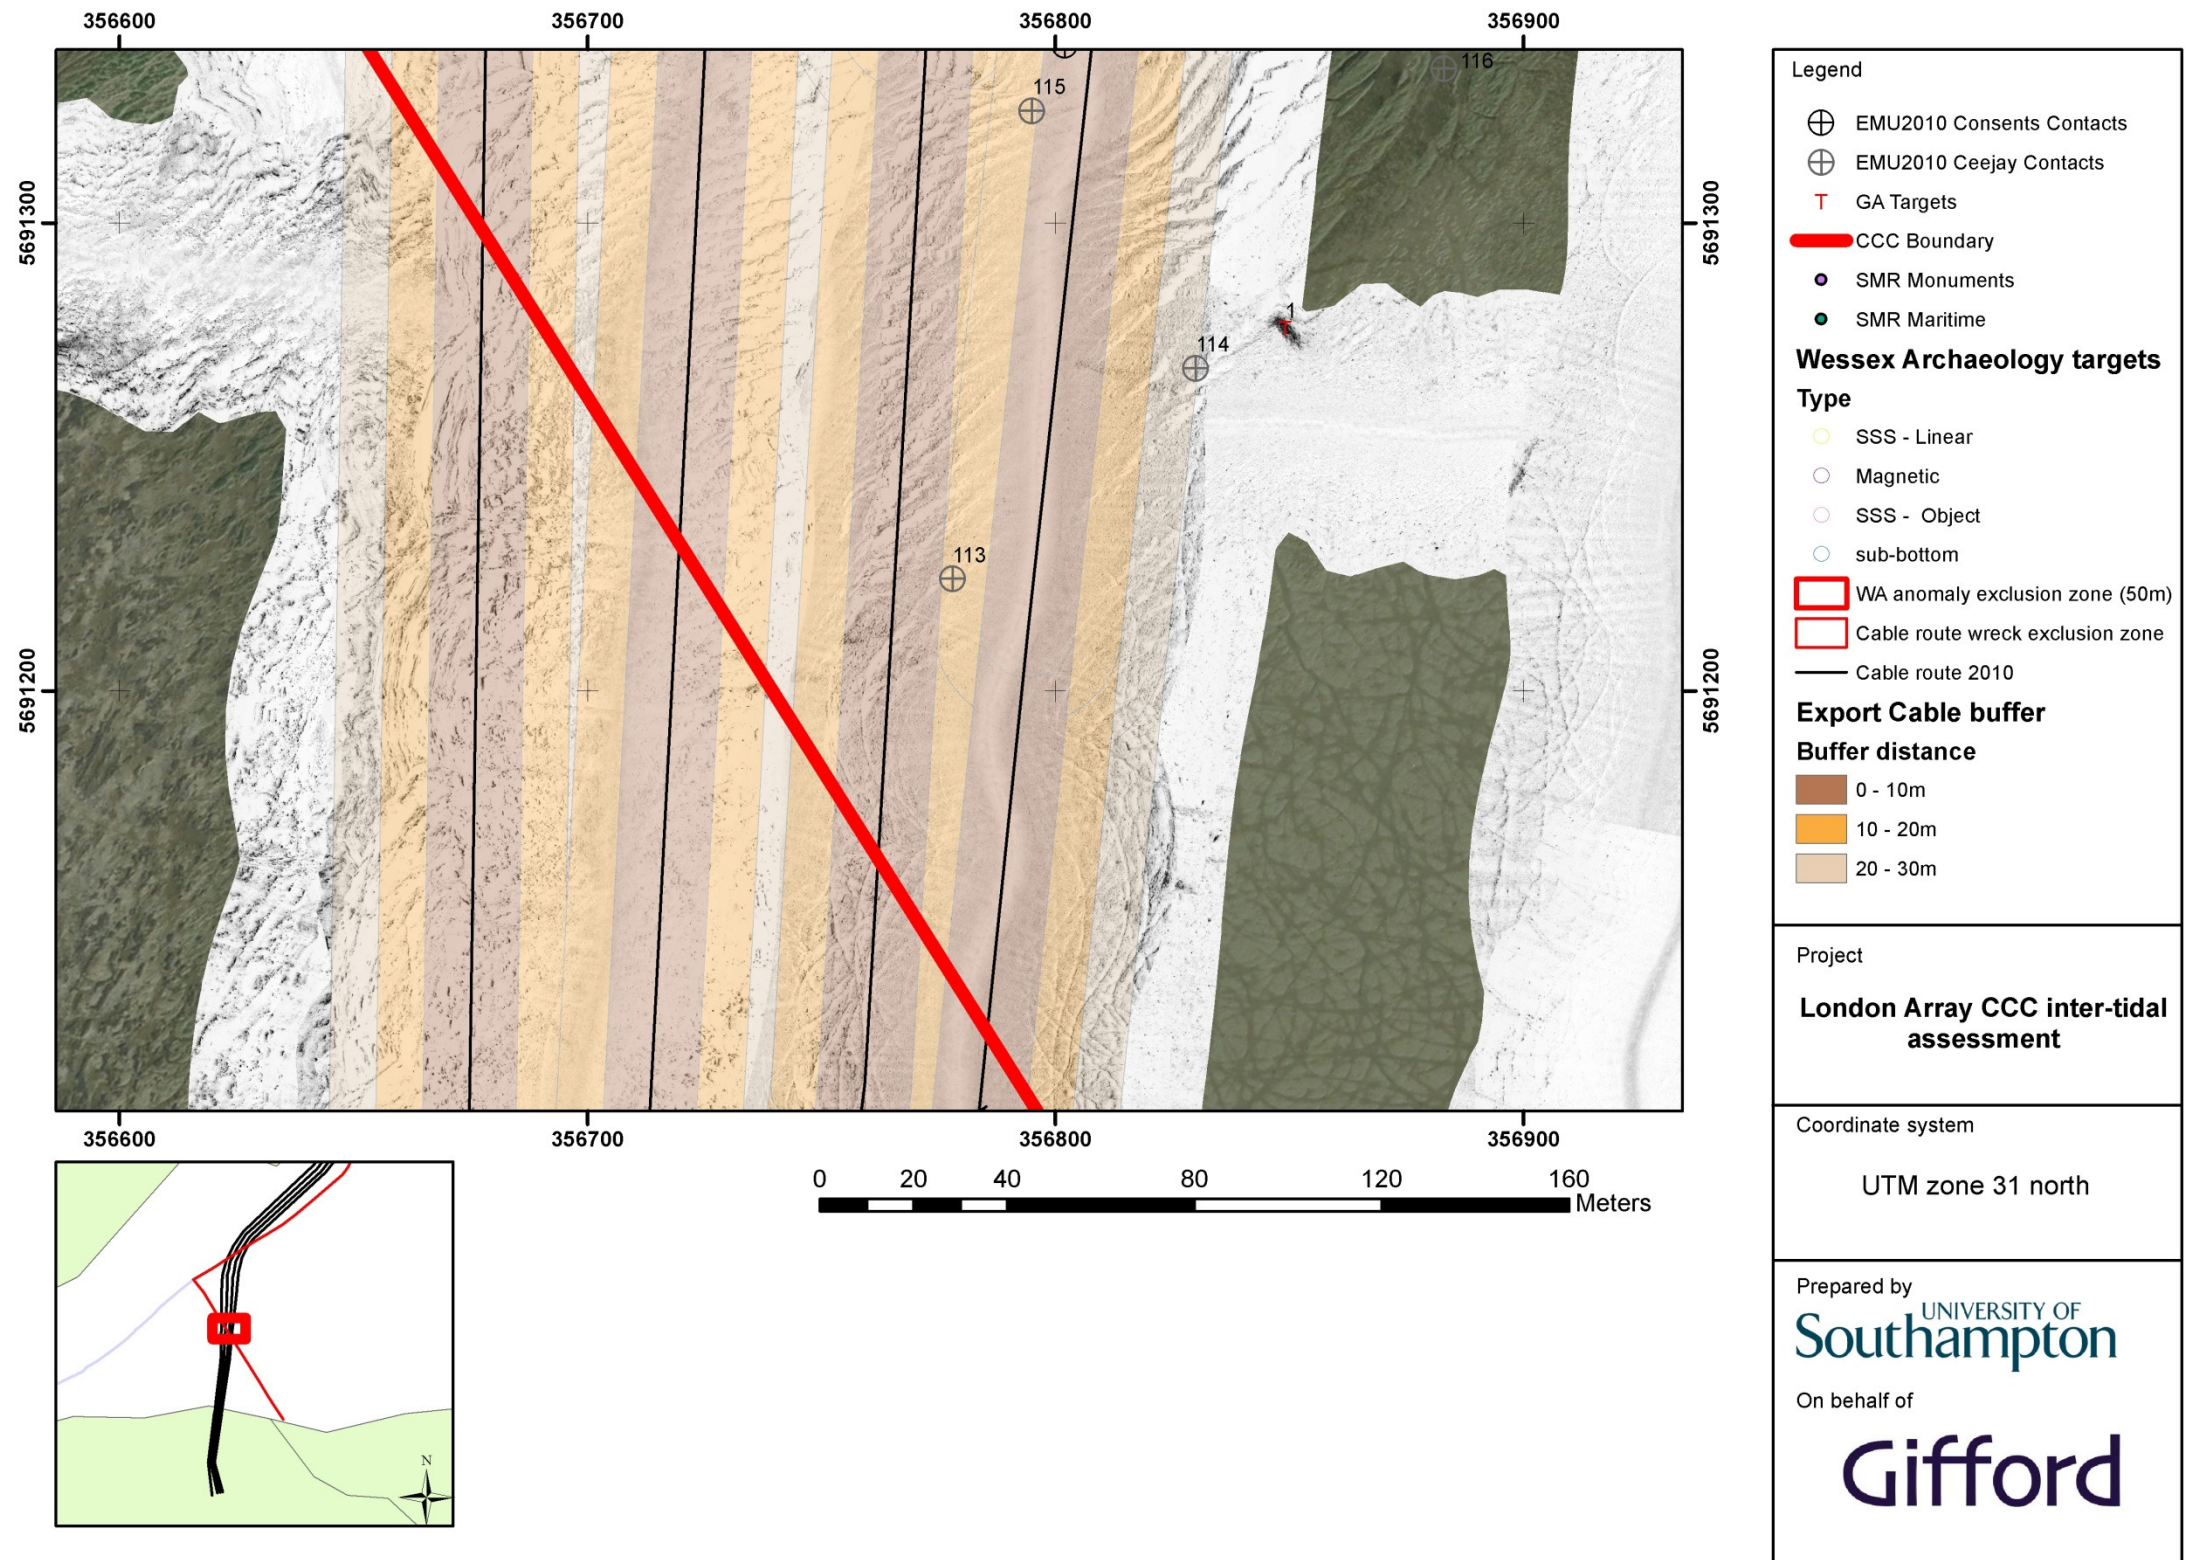 356600 356700 356800 356900
5691300
5691200
5691300
5691200
115
116
1
114
113
356600 356700 356800 356900
0 20 40 80 120 160
Meters
N
Legend
EMU2010 Consents Contacts
EMU2010 Ceejay Contacts
T GA Targets
CCC Boundary
SMR Monuments
SMR Maritime
Wessex Archaeology targets
Type
SSS - Linear
Magnetic
SSS - Object
sub-bottom
WA anomaly exclusion zone (50m)
Cable route wreck exclusion zone
Cable route 2010
Export Cable buffer
Buffer distance
0 - 10m
10 - 20m
20 - 30m
Project
London Array CCC inter-tidal
assessment
Coordinate system
UTM zone 31 north
Prepared by
UNIVERSITY OF
Southampton
On behalf of
Gifford